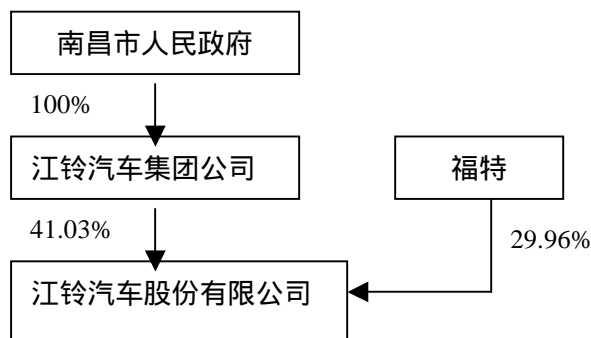 南昌市人民政府
100%
江铃汽车集团公司
福特
41.03%
29.96%
江铃汽车股份有限公司